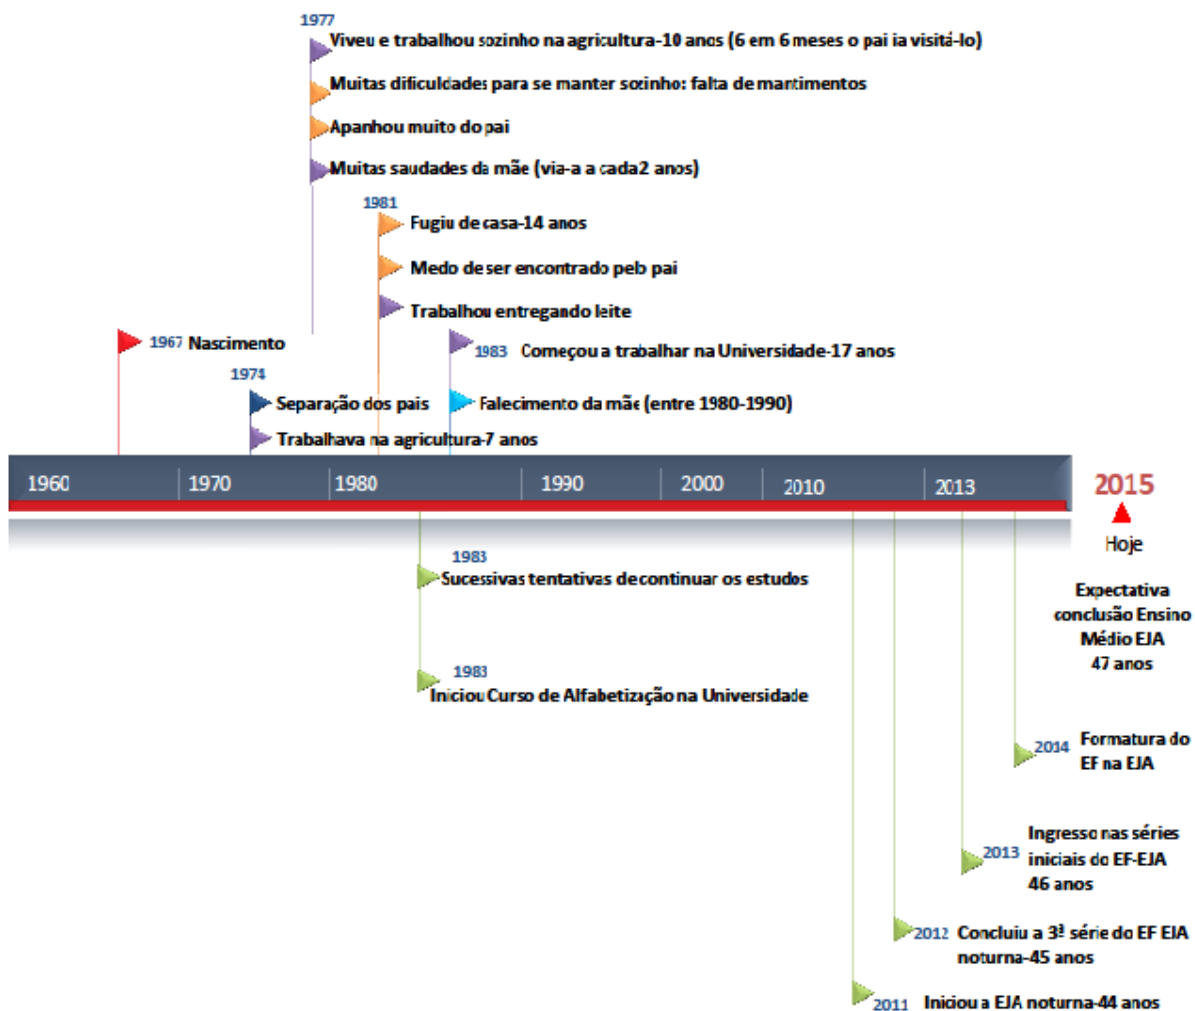 1977
Viveu e trabalhou sozinho na agricultura-10 anos (6 em 6 meses o pai ia visitá-lo)
Muitas dificuldades para se manter sozinho: falta de mantimentos
Apanhou muito do pai
Muitas saudades da mãe (via-a a cada 2 anos)
1981
Fugiu de casa-14 anos
Medo de ser encontrado pelo pai
Trabalhou entregando leite
1967 Nascimento
1983 Começou a trabalhar na Universidade-17 anos
1974
Separação dos pais
Falecimento da mãe (entre 1980-1990)
Trabalhava na agricultura-7 anos
1960 1970 1980 1990 2000 2010 2013 2015
Hoje
1983
Sucessivas tentativas de continuar os estudos
Expectativa
conclusão Ensino
Médio EJA
47 anos
1983
Iniciou Curso de Alfabetização na Universidade
2014 Formatura do
EF na EJA
2013 Ingresso nas séries
iniciais do EF-EJA
46 anos
2012 Concluiu a 3ª série do EF EJA
noturna-45 anos
2011 Iniciou a EJA noturna-44 anos